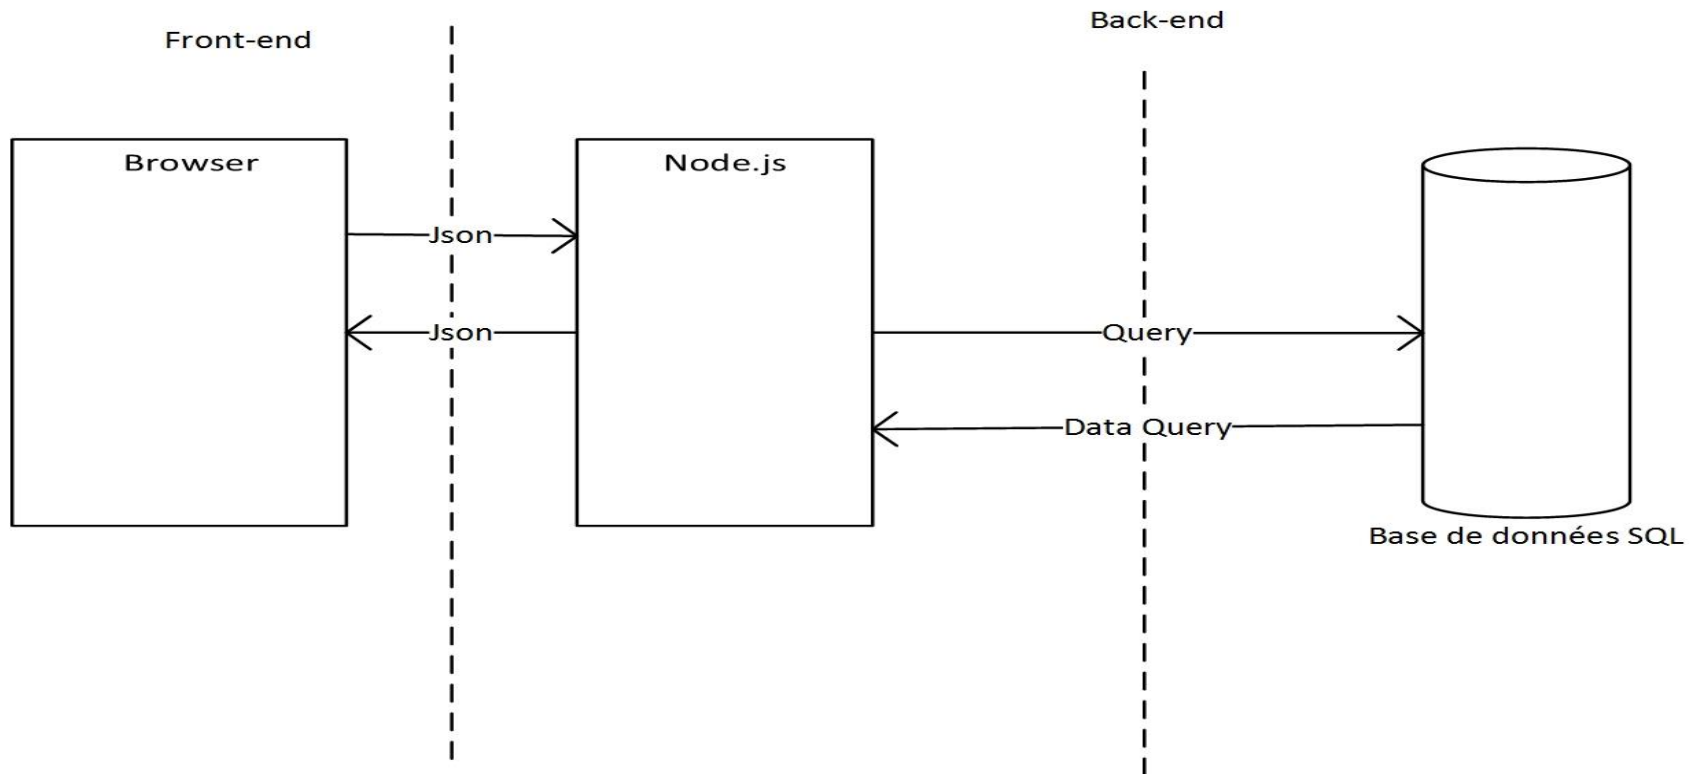 Front-end
Back-end
Browser
Node.js
Json
Json
Query
Data Query
Base de données SQL